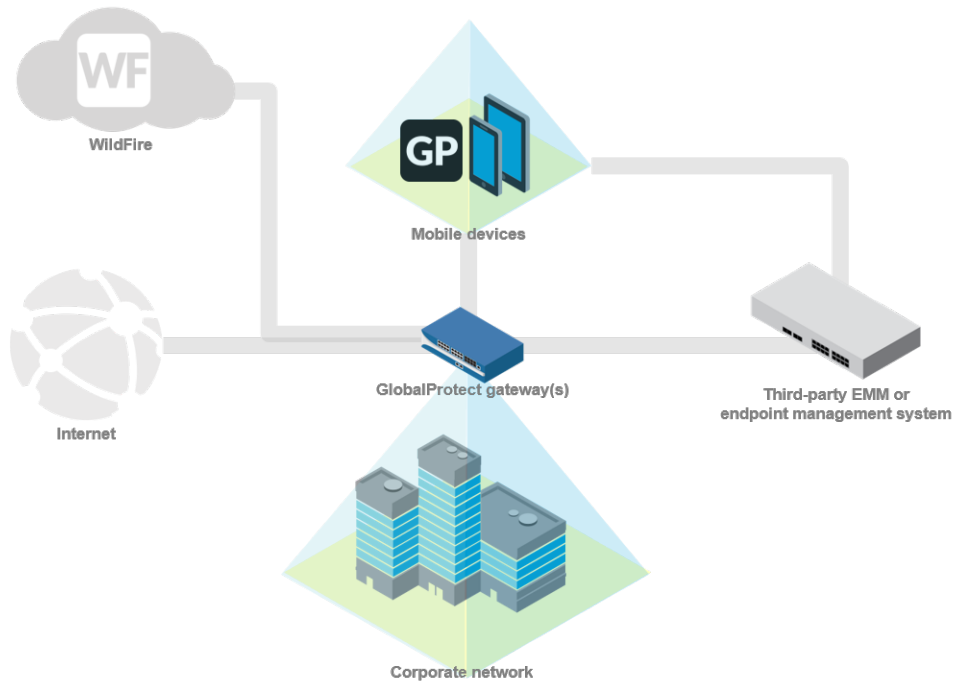 WF
WildFire
GP
Mobile devices
GlobalProtect gateway(s)
Internet
Third-party EMM or
endpoint management system
Corporate network